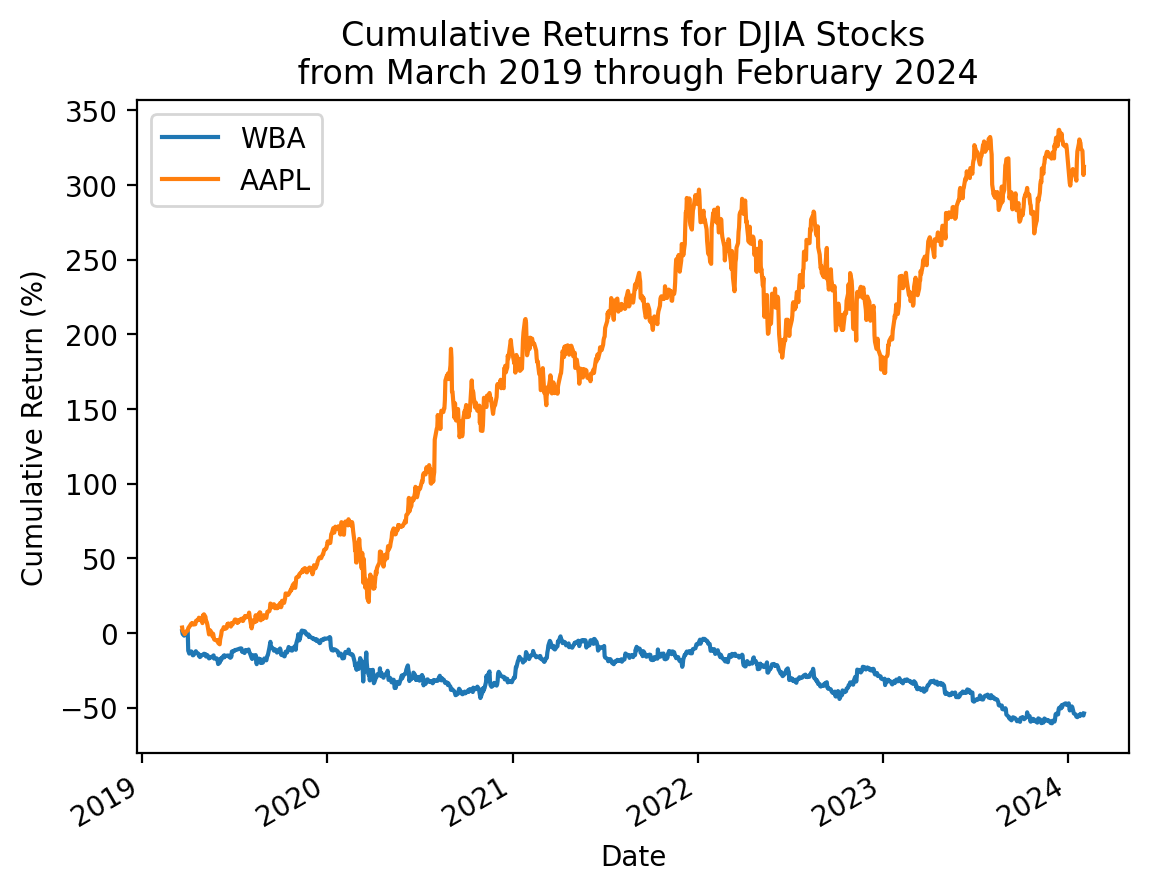 Cumulative Returns for DJIA Stocks
from March 2019 through February 2024
WBA
AAPL
Cumulative Return (%)
350
300
250
200
150
100
50
0
−50
2019
2020
2021
2022
2023
2024
Date